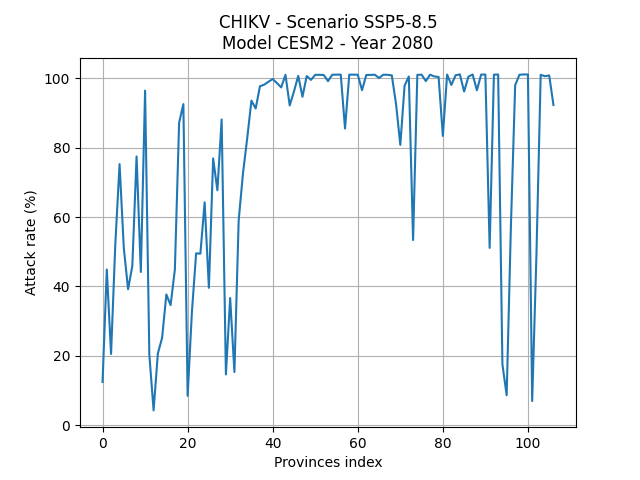 CHIKV - Scenario SSP5-8.5
Model CESM2 - Year 2080
Attack rate (%)
100
80
60
40
20
0
0 20 40 60 80 100
Provinces index